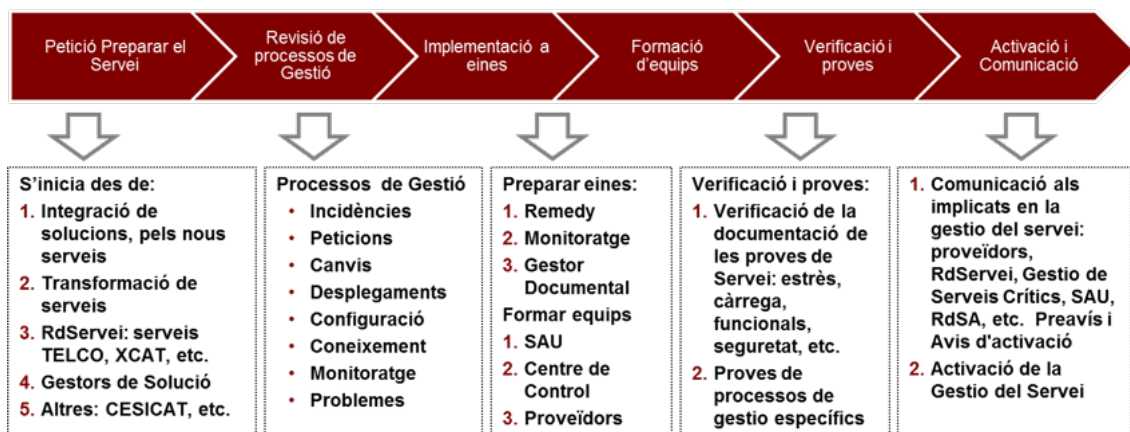 Petició Preparar el
Servei
Revisió de
processos de
Gestió
Implementació a
eines
Formació
d'equips
Verificació i
proves
Activació i
Comunicació
S'inicia des de:
1. Integració de
solucions, pels nous
serveis
2. Transformació de
serveis
3. RdServei: serveis
TELCO, XCAT, etc.
4. Gestors de Solució
5. Altres: CESICAT, etc.
Processos de Gestió
• Incidències
• Peticions
• Canvis
• Desplegaments
• Configuració
• Coneixement
• Monitoratge
• Problemes
Preparar eines:
1. Remedy
2. Monitoratge
3. Gestor
Documental
Formar equips
1. SAU
2. Centre de
Control
3. Proveïdors
Verificació i proves:
1. Verificació de la
documentació de
les proves de
Servei: estrès,
càrrega,
funcionals,
seguretat, etc.
2. Proves de
processos de
gestio específics
1. Comunicació als
implicats en la
gestio del servei:
proveïdors,
RdServei, Gestio de
Serveis Crítics, SAU,
RdSA, etc. Preavís i
Avis d'activació
2. Activació de la
Gestio del Servei